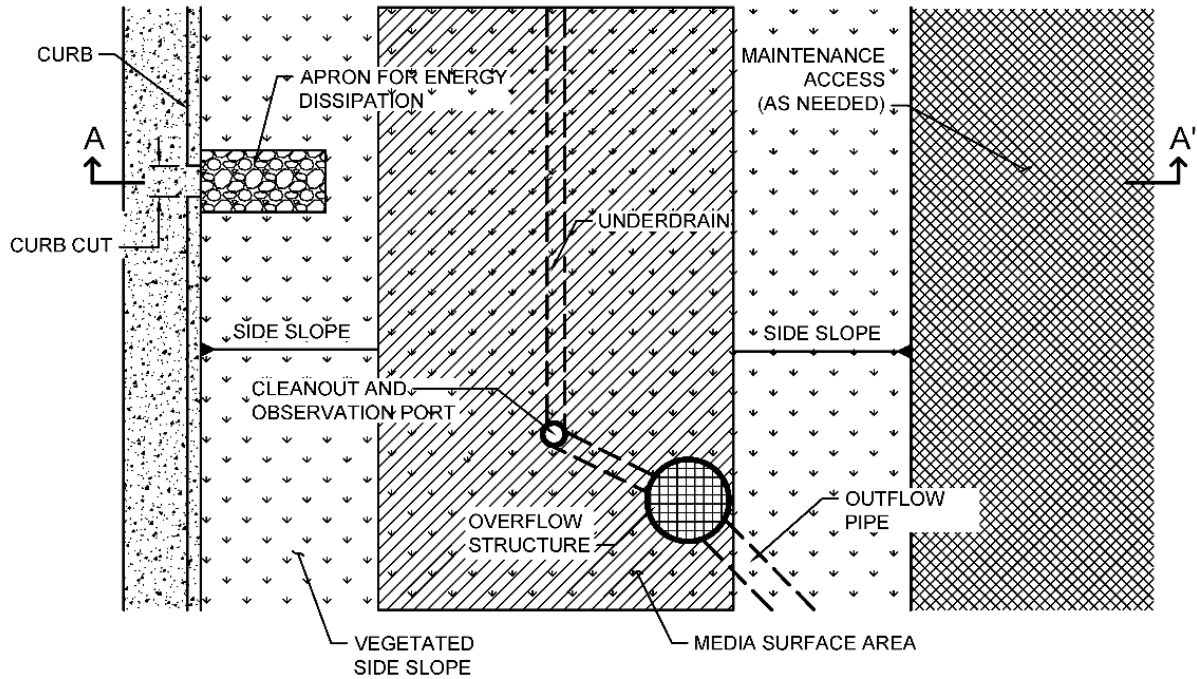 CURB
APRON FOR ENERGY
DISSIPATION
MAINTENANCE
ACCESS
(AS NEEDED)
A
A'
CURB CUT
UNDERDRAIN
SIDE SLOPE
SIDE SLOPE
CLEANOUT AND
OBSERVATION PORT
OVERFLOW
STRUCTURE
OUTFLOW
PIPE
VEGETATED
SIDE SLOPE
MEDIA SURFACE AREA